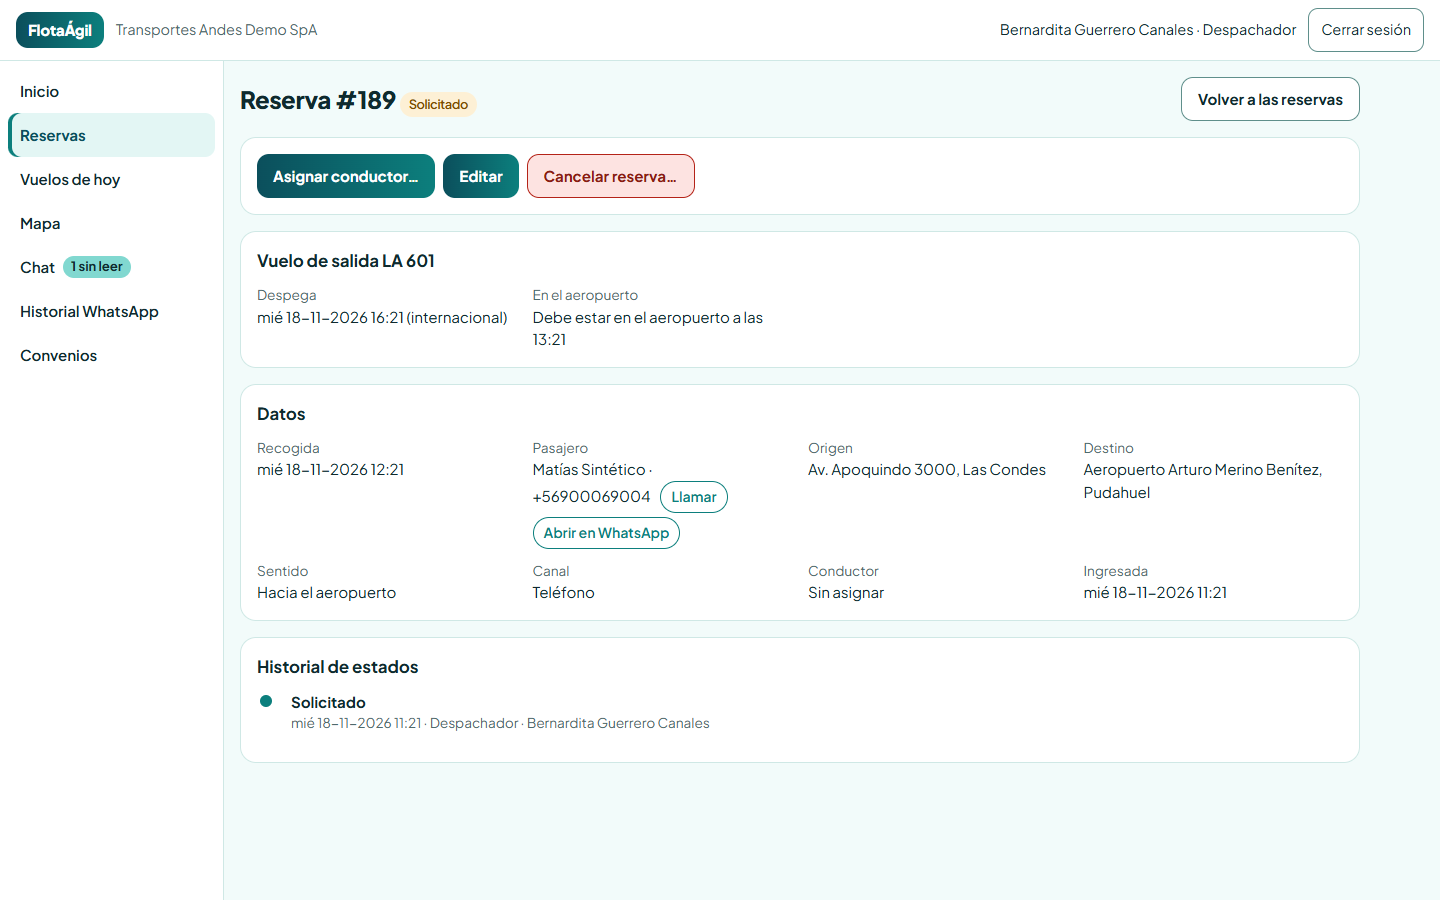 FlotaÁgil
Transportes Andes Demo SpA
Bernardita Guerrero Canales · Despachador
Cerrar sesión
Inicio
Reservas
Vuelos de hoy
Mapa
Chat 1 sin leer
Historial WhatsApp
Convenios
Reserva #189 Solicitado
Volver a las reservas
Asignar conductor… Editar Cancelar reserva…
Vuelo de salida LA 601
Despega
mié 18-11-2026 16:21 (internacional)
En el aeropuerto
Debe estar en el aeropuerto a las
13:21
Datos
Recogida
mié 18-11-2026 12:21
Pasajero
Matías Sintético ·
+56900069004 Llamar
Abrir en WhatsApp
Origen
Av. Apoquindo 3000, Las Condes
Destino
Aeropuerto Arturo Merino Benítez,
Pudahuel
Sentido
Hacia el aeropuerto
Canal
Teléfono
Conductor
Sin asignar
Ingresada
mié 18-11-2026 11:21
Historial de estados
Solicitado
mié 18-11-2026 11:21 · Despachador · Bernardita Guerrero Canales